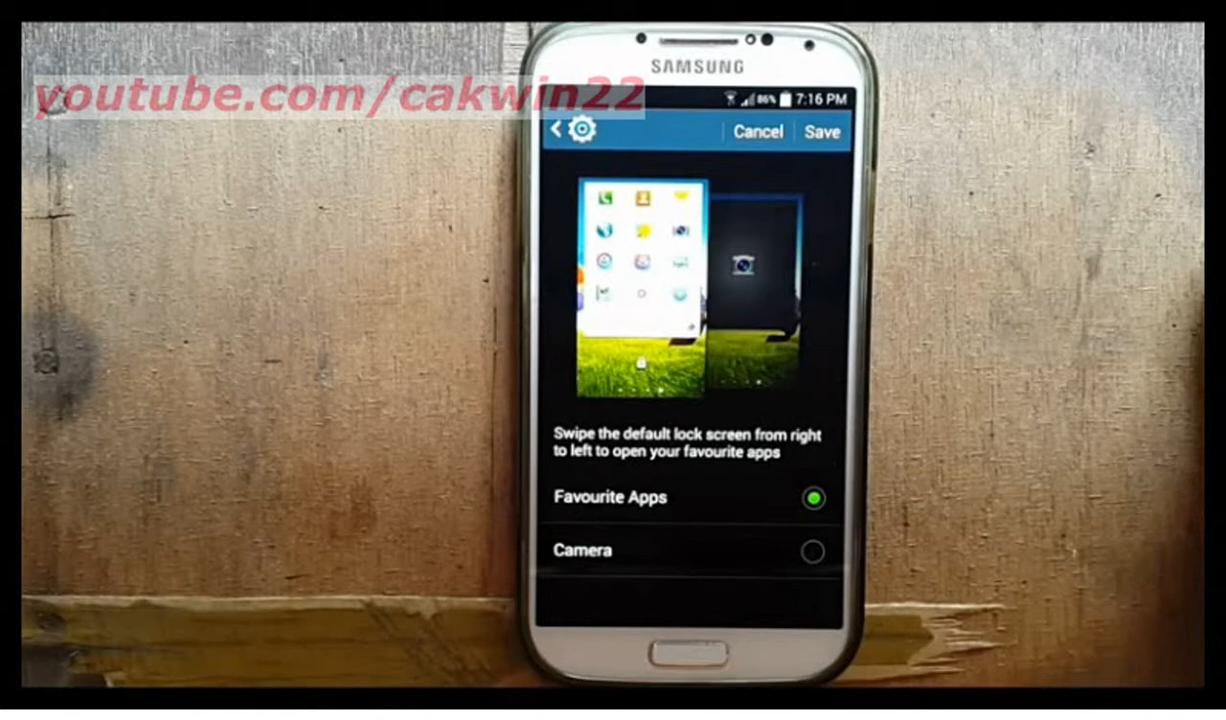 youtube.com/cakwin22
SAMSUNG
86% 7:16 PM
Cancel Save
Swipe the default lock screen from right
to left to open your favourite apps
Favourite Apps
Camera